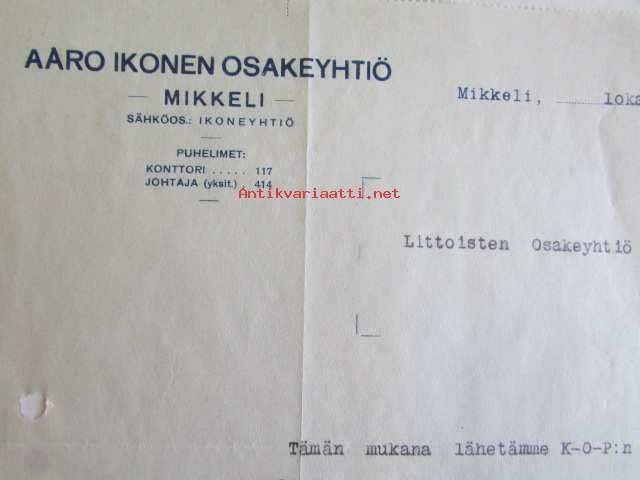 AARO IKONEN OSAKEYHTIÖ
— MIKKELI —
SÄHKÖOS.: IKONEYHTIÖ
PUHELIMET:
KONTTORI ..... 117
JOHTAJA (yksit.) 414
Antikvariaatti.net
Mikkeli, loka
Littoisten Osakeyhtiö
Tämän mukana lähetämme K-O-P:n